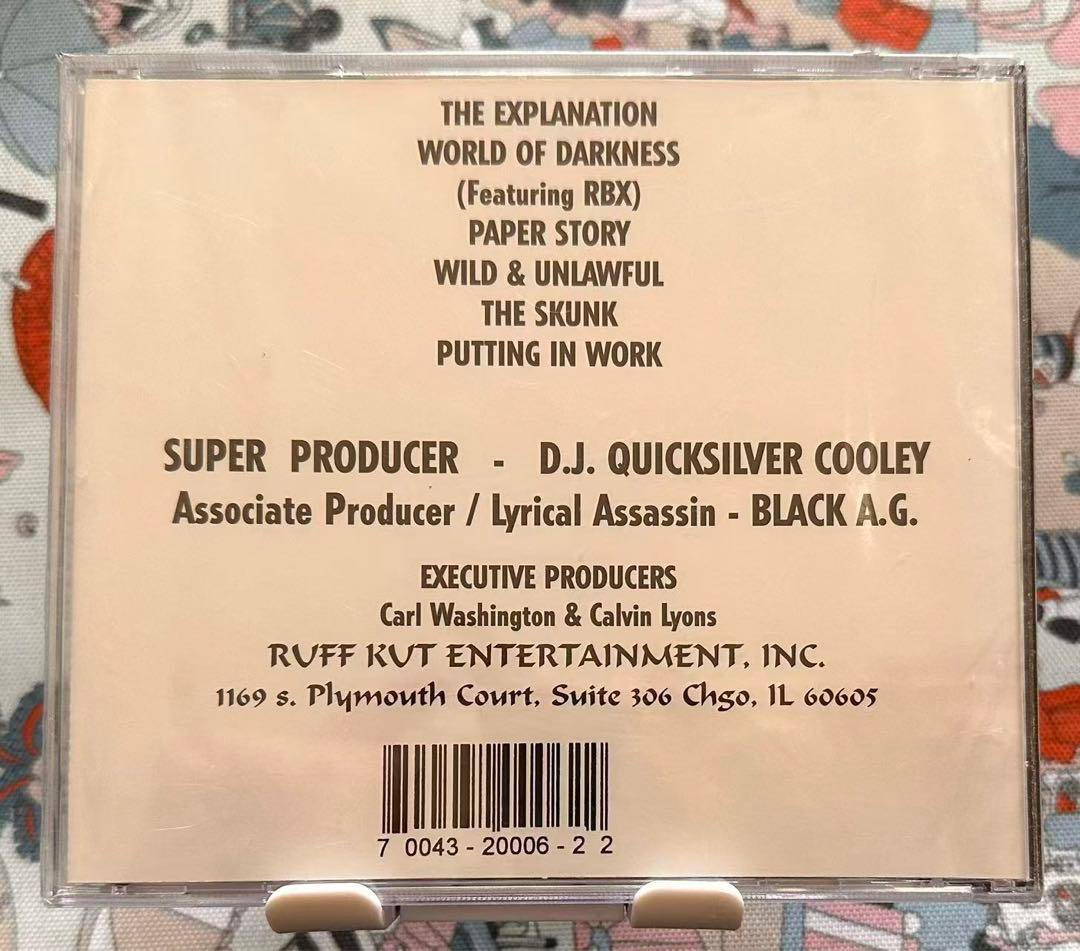 THE EXPLANATION
WORLD OF DARKNESS
(Featuring RBX)
PAPER STORY
WILD & UNLAWFUL
THE SKUNK
PUTTING IN WORK
SUPER PRODUCER - D.J. QUICKSILVER COOLEY
Associate Producer / Lyrical Assassin - BLACK A.G.
EXECUTIVE PRODUCERS
Carl Washington & Calvin Lyons
RUFF KUT ENTERTAINMENT, INC.
1169 s. Plymouth Court, Suite 306 Chgo, IL 60605
7 0043 - 20006 - 2 2